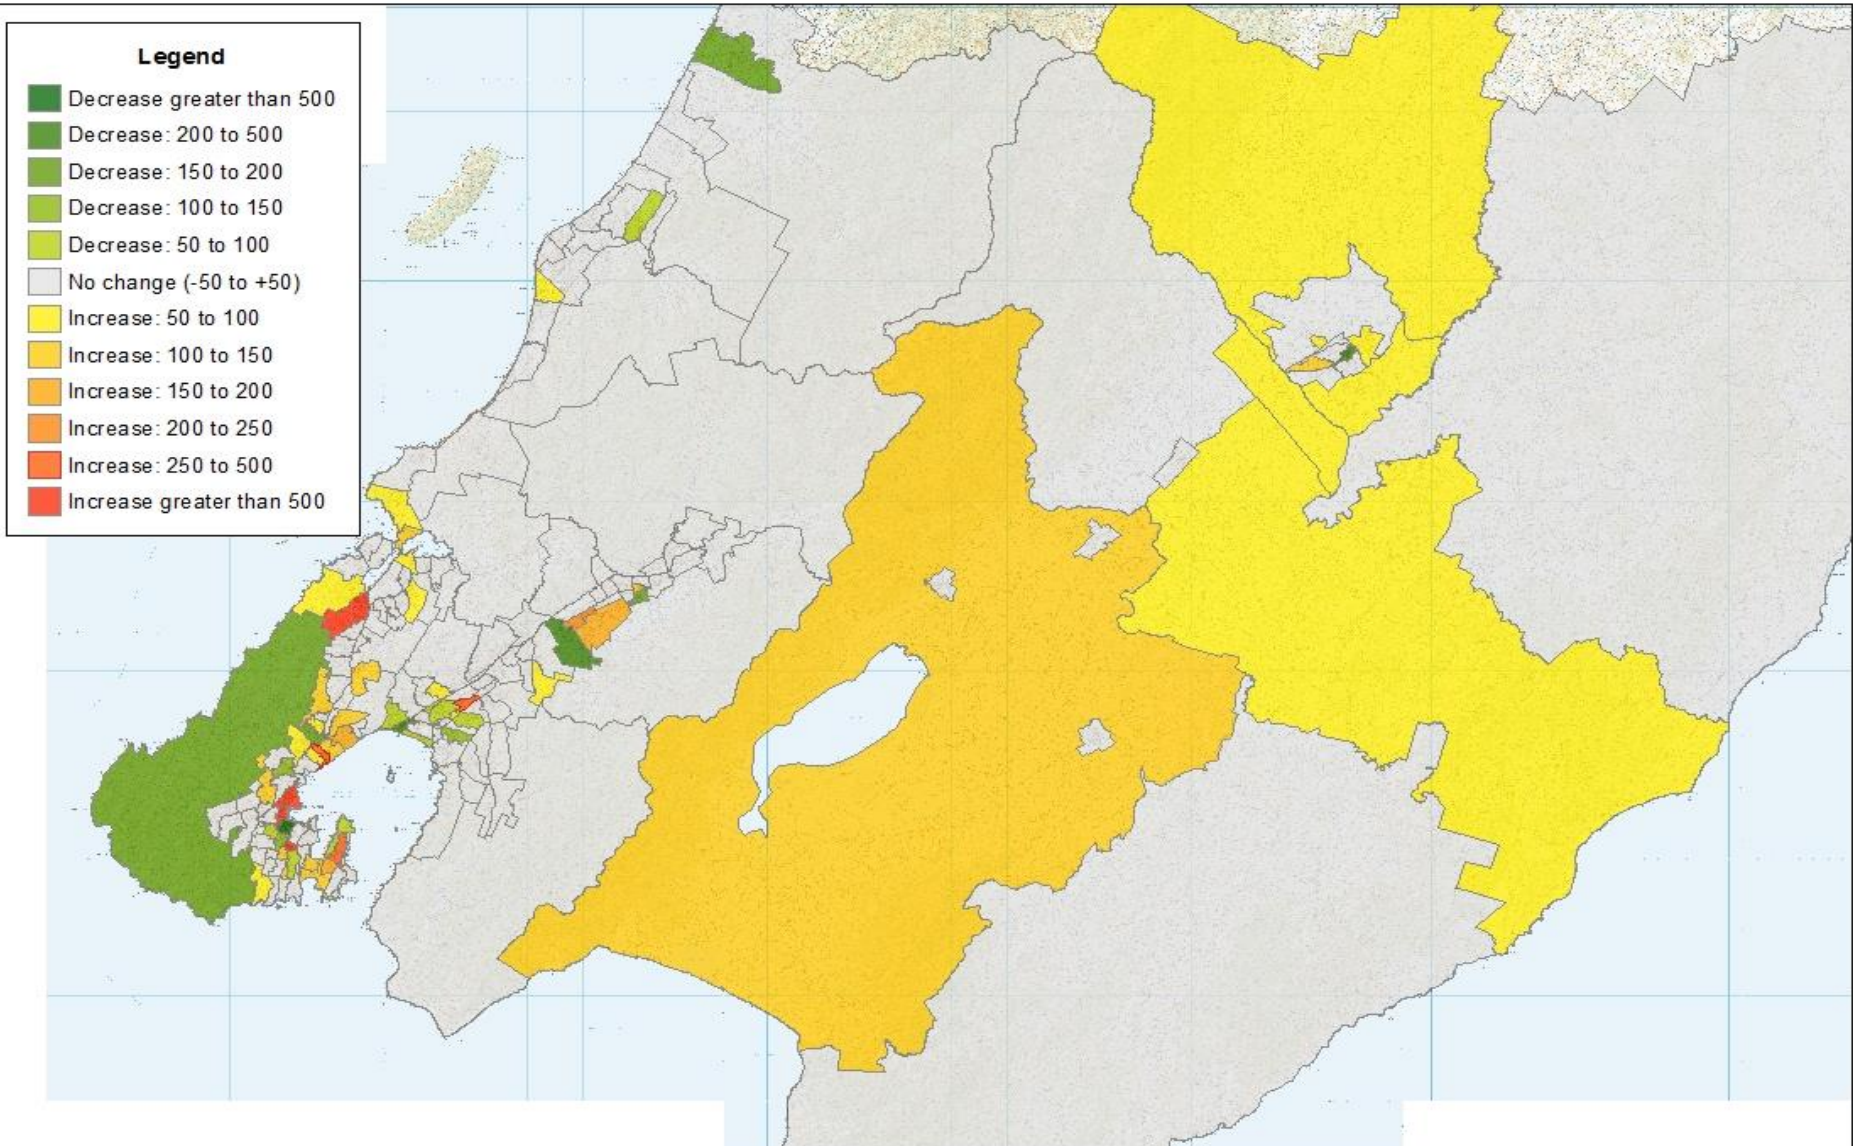 Legend
Decrease greater than 500
Decrease: 200 to 500
Decrease: 150 to 200
Decrease: 100 to 150
Decrease: 50 to 100
No change (-50 to +50)
Increase: 50 to 100
Increase: 100 to 150
Increase: 150 to 200
Increase: 200 to 250
Increase: 250 to 500
Increase greater than 500